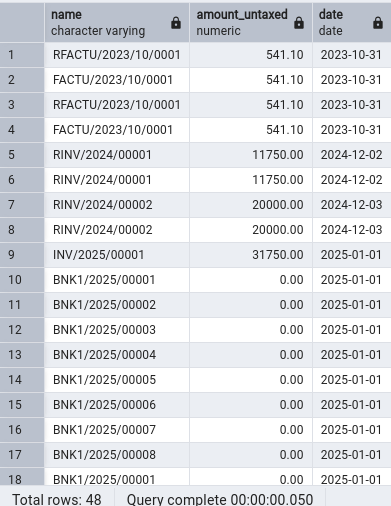 name amount_untaxed date
character varying numeric date
1 RFACTU/2023/10/0001 541.10 2023-10-31
2 FACTU/2023/10/0001 541.10 2023-10-31
3 RFACTU/2023/10/0001 541.10 2023-10-31
4 FACTU/2023/10/0001 541.10 2023-10-31
5 RINV/2024/00001 11750.00 2024-12-02
6 RINV/2024/00001 11750.00 2024-12-02
7 RINV/2024/00002 20000.00 2024-12-03
8 RINV/2024/00002 20000.00 2024-12-03
9 INV/2025/00001 31750.00 2025-01-01
10 BNK1/2025/00001 0.00 2025-01-01
11 BNK1/2025/00002 0.00 2025-01-01
12 BNK1/2025/00003 0.00 2025-01-01
13 BNK1/2025/00004 0.00 2025-01-01
14 BNK1/2025/00005 0.00 2025-01-01
15 BNK1/2025/00006 0.00 2025-01-01
16 BNK1/2025/00007 0.00 2025-01-01
17 BNK1/2025/00008 0.00 2025-01-01
18 BNK1/2025/00001 0.00 2025-01-01
Total rows: 48 Query complete 00:00:00.050